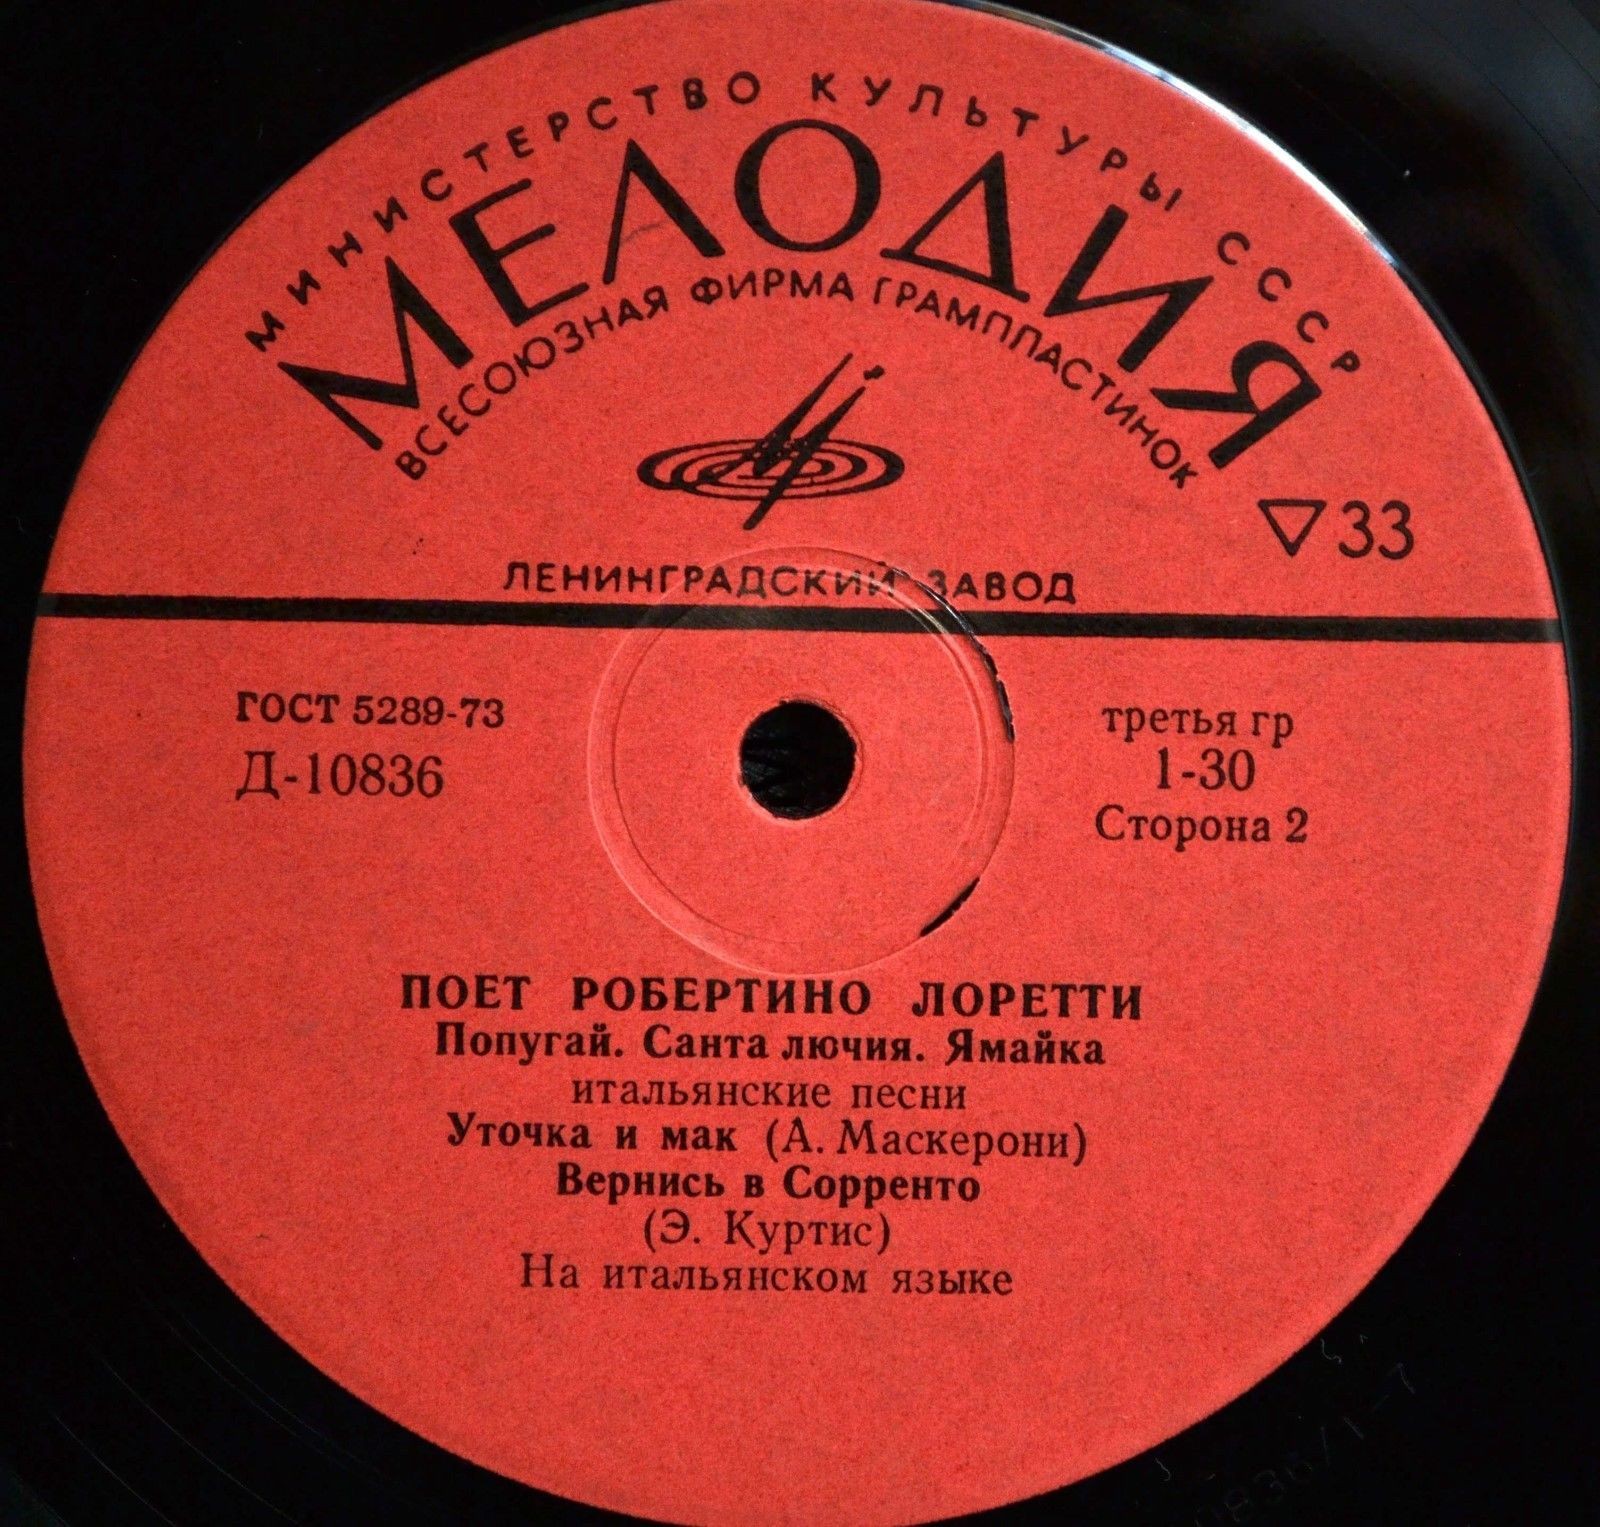 МИНИСТЕРСТВО КУЛЬТУРЫ СССР
МЕЛОДИЯ
ВСЕСОЮЗНАЯ ФИРМА ГРАМПЛАСТИНОК
▽33
ЛЕНИНГРАДСКИЙ ЗАВОД
ГОСТ 5289-73
Д-10836
третья гр
1-30
Сторона 2
ПОЕТ РОБЕРТИНО ЛОРЕТТИ
Попугай. Санта лючия. Ямайка
итальянские песни
Уточка и мак (А. Маскерони)
Вернись в Сорренто
(Э. Куртис)
На итальянском языке